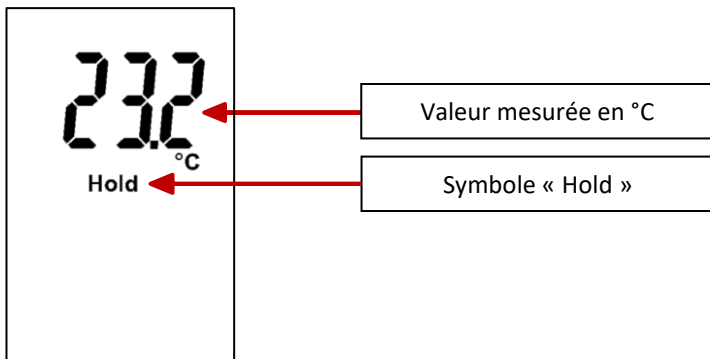 23.2
°C
Hold
Valeur mesurée en °C
Symbole « Hold »